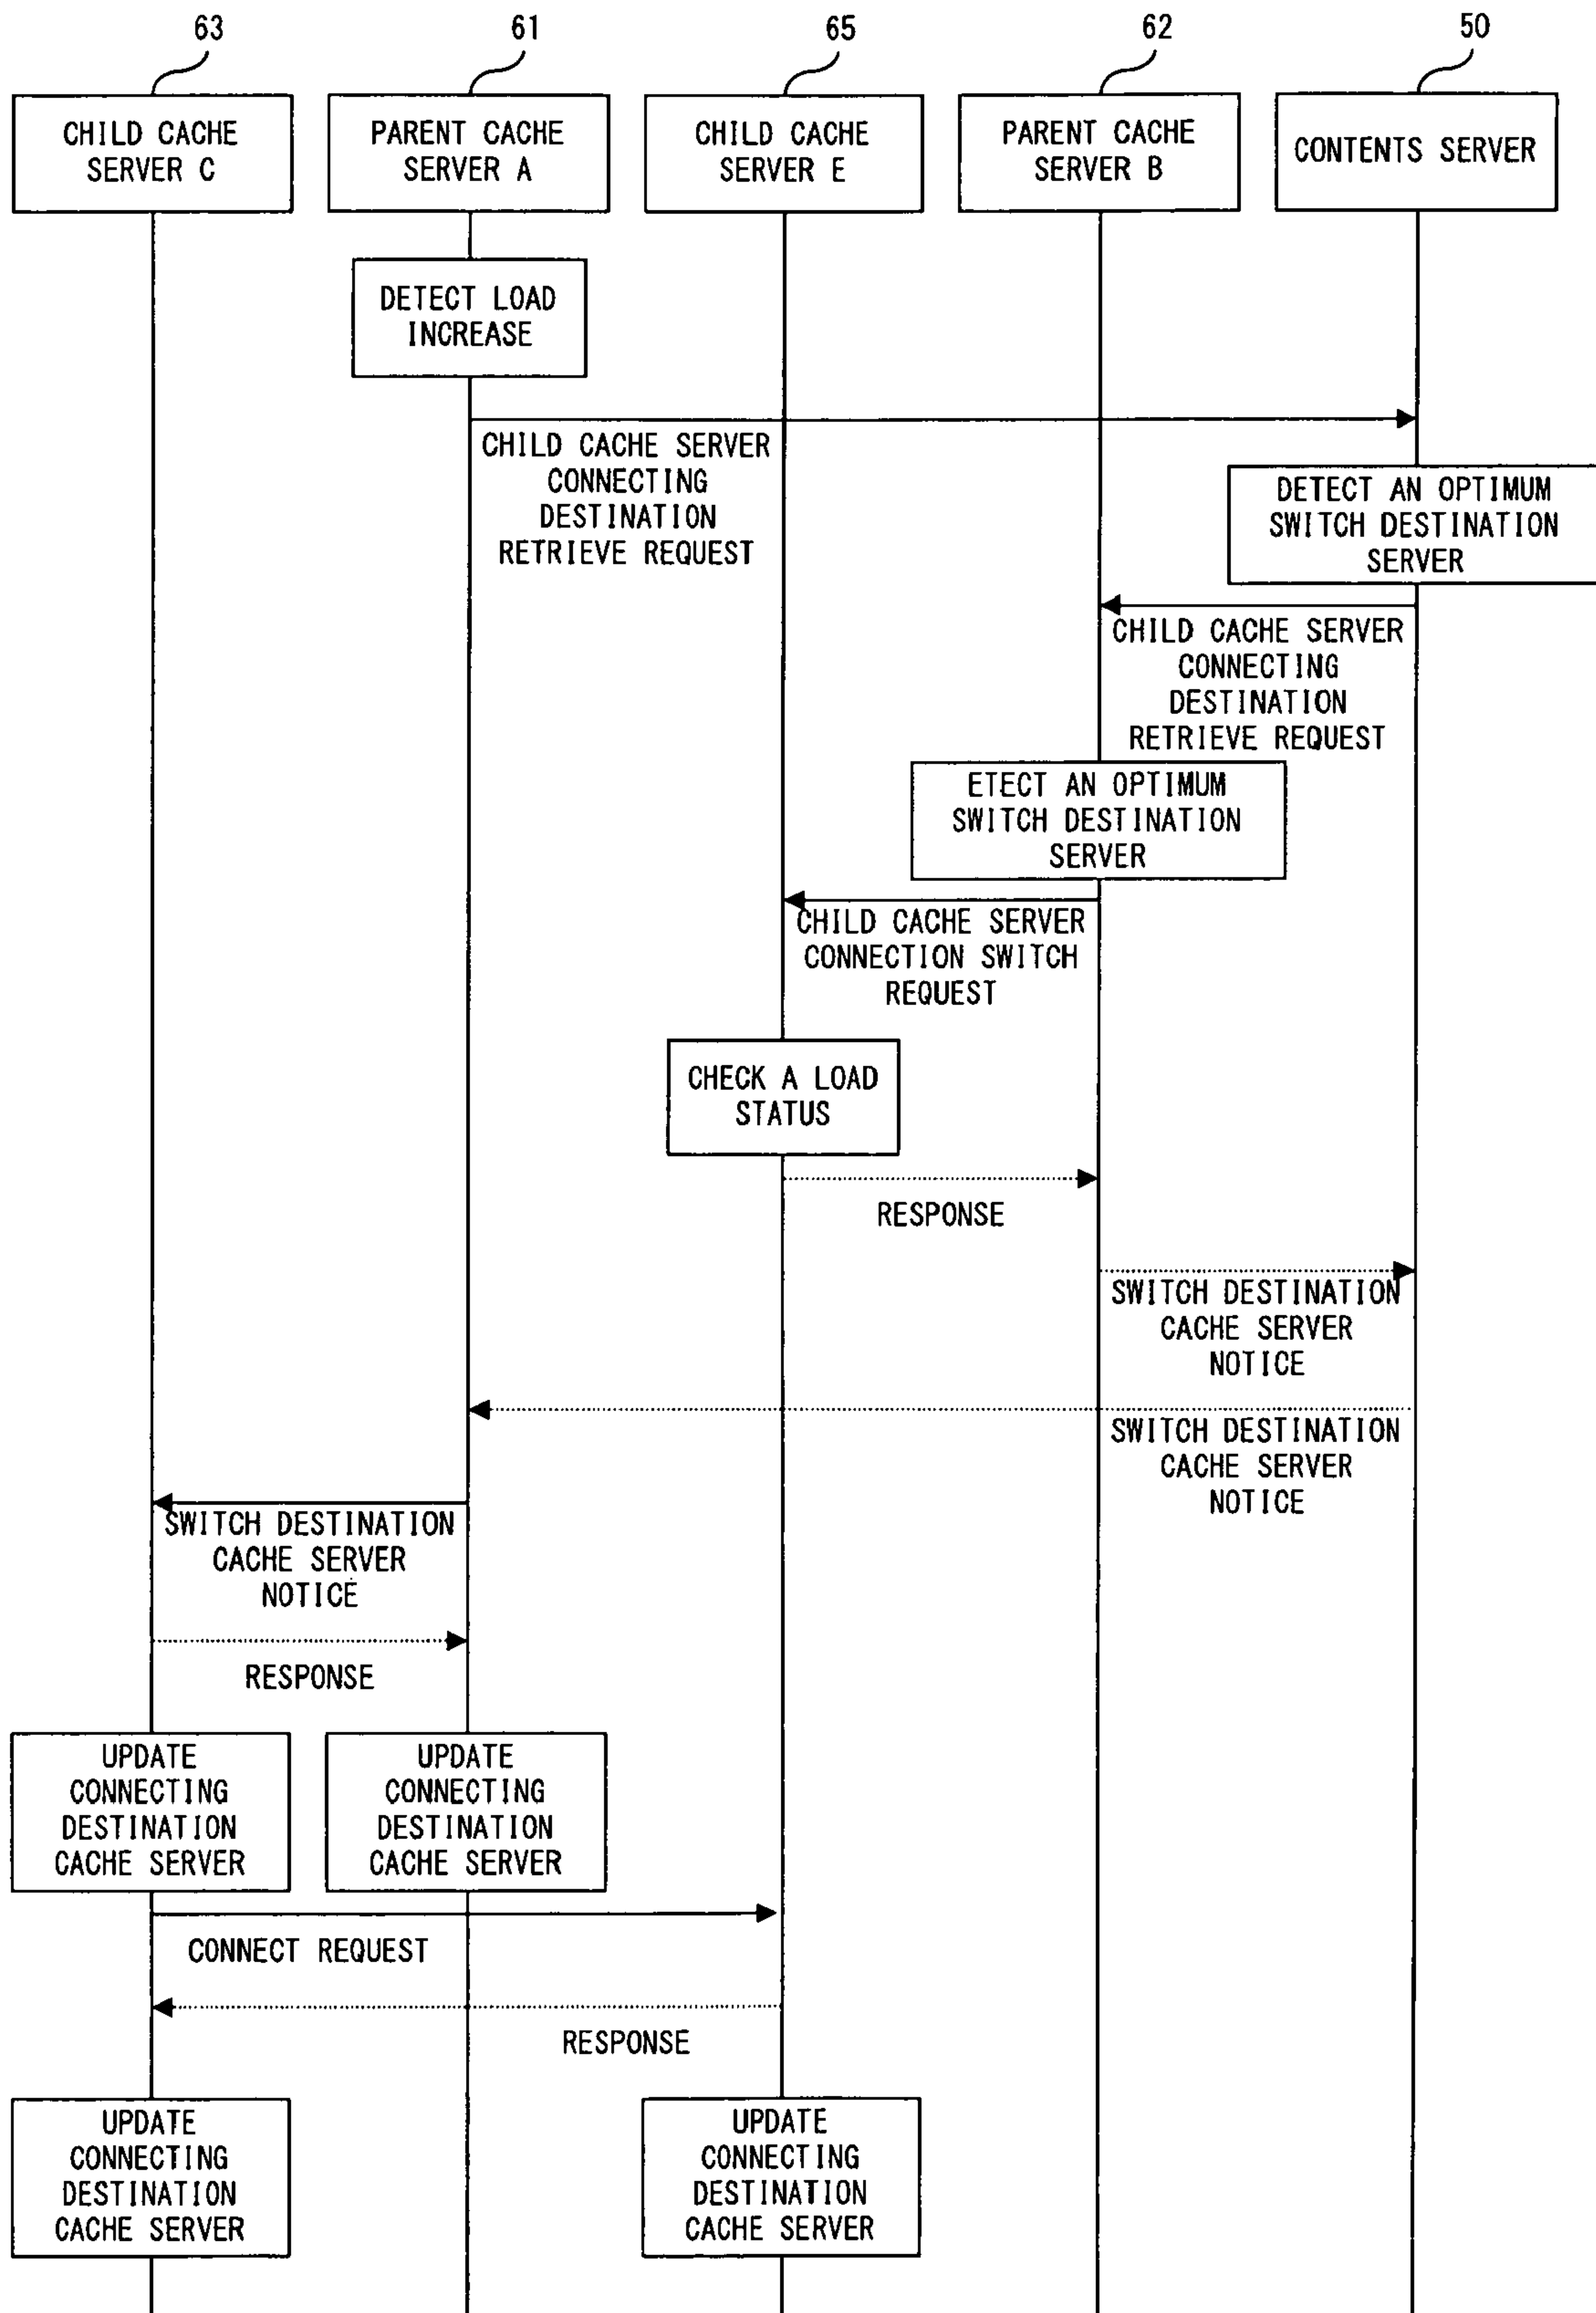 63
61
65
62
50
CHILD CACHE
SERVER C
PARENT CACHE
SERVER A
CHILD CACHE
SERVER E
PARENT CACHE
SERVER B
CONTENTS SERVER
DETECT LOAD
INCREASE
CHILD CACHE SERVER
CONNECTING
DESTINATION
RETRIEVE REQUEST
DETECT AN OPTIMUM
SWITCH DESTINATION
SERVER
CHILD CACHE SERVER
CONNECTING
DESTINATION
RETRIEVE REQUEST
ETECT AN OPTIMUM
SWITCH DESTINATION
SERVER
CHILD CACHE SERVER
CONNECTION SWITCH
REQUEST
CHECK A LOAD
STATUS
RESPONSE
SWITCH DESTINATION
CACHE SERVER
NOTICE
SWITCH DESTINATION
CACHE SERVER
NOTICE
SWITCH DESTINATION
CACHE SERVER
NOTICE
RESPONSE
UPDATE
CONNECTING
DESTINATION
CACHE SERVER
UPDATE
CONNECTING
DESTINATION
CACHE SERVER
CONNECT REQUEST
RESPONSE
UPDATE
CONNECTING
DESTINATION
CACHE SERVER
UPDATE
CONNECTING
DESTINATION
CACHE SERVER